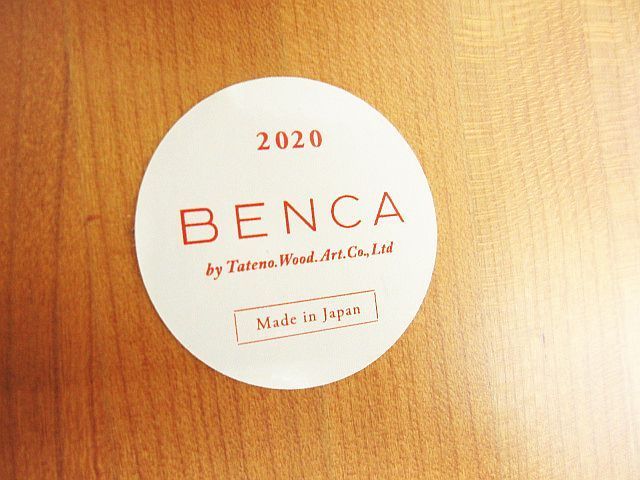 2020
BENCA
by Tateno.Wood.Art.Co.,Ltd
Made in Japan